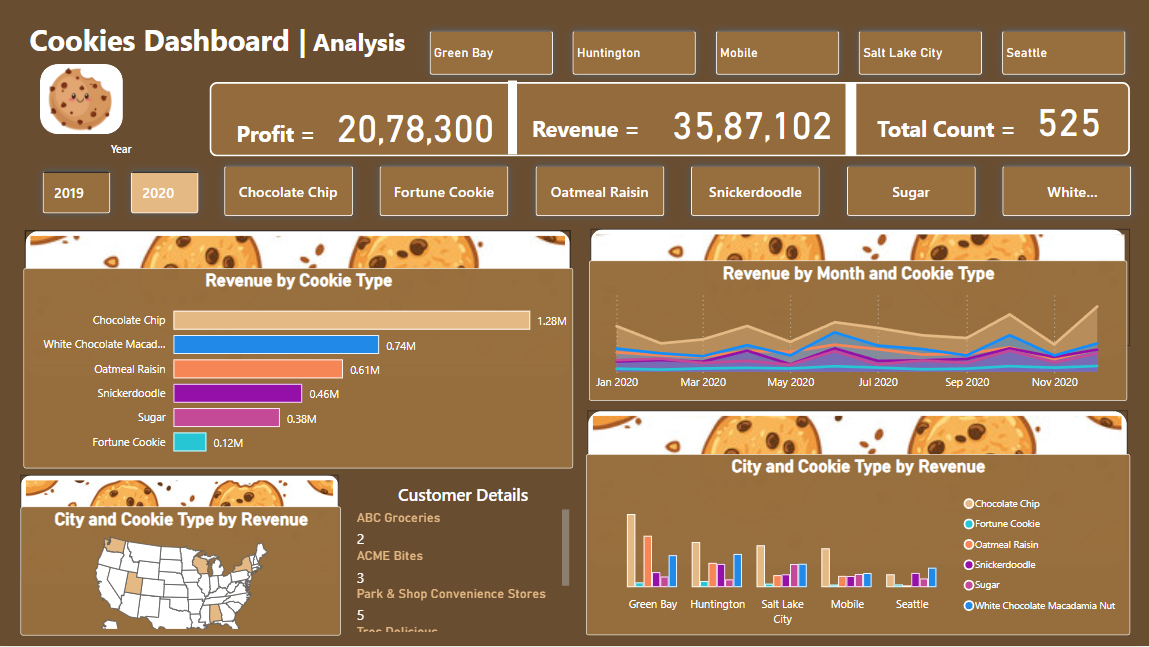 Cookies Dashboard | Analysis
Green Bay
Huntington
Mobile
Salt Lake City
Seattle
Profit = 20,78,300
Revenue = 35,87,102
Total Count = 525
Year
2019
2020
Chocolate Chip
Fortune Cookie
Oatmeal Raisin
Snickerdoodle
Sugar
White...
Revenue by Cookie Type
Chocolate Chip 1.28M
White Chocolate Macad... 0.74M
Oatmeal Raisin 0.61M
Snickerdoodle 0.46M
Sugar 0.38M
Fortune Cookie 0.12M
Revenue by Month and Cookie Type
Jan 2020 Mar 2020 May 2020 Jul 2020 Sep 2020 Nov 2020
City and Cookie Type by Revenue
Customer Details
ABC Groceries
2
ACME Bites
3
Park & Shop Convenience Stores
5
Tres Delicious
City and Cookie Type by Revenue
Chocolate Chip
Fortune Cookie
Oatmeal Raisin
Snickerdoodle
Sugar
White Chocolate Macadamia Nut
Green Bay Huntington Salt Lake Mobile Seattle
City